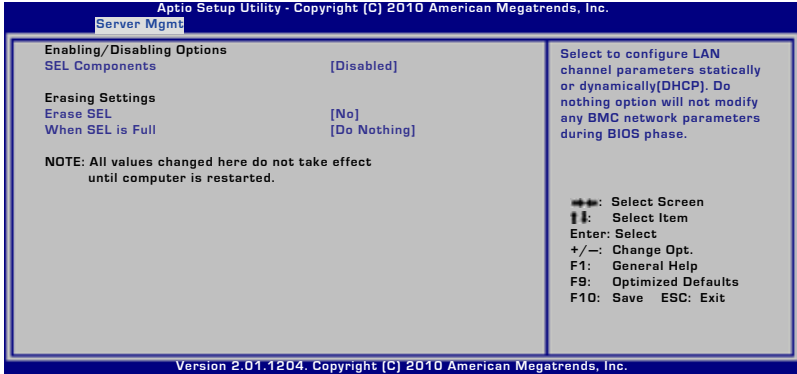 Aptio Setup Utility - Copyright (C) 2010 American Megatrends, Inc.
Server Mgmt
Enabling/Disabling Options
SEL Components [Disabled]
Erasing Settings
Erase SEL [No]
When SEL is Full [Do Nothing]
NOTE: All values changed here do not take effect
until computer is restarted.
Select to configure LAN
channel parameters statically
or dynamically(DHCP). Do
nothing option will not modify
any BMC network parameters
during BIOS phase.
→←: Select Screen
↑↓: Select Item
Enter: Select
+/—: Change Opt.
F1: General Help
F9: Optimized Defaults
F10: Save ESC: Exit
Version 2.01.1204. Copyright (C) 2010 American Megatrends, Inc.